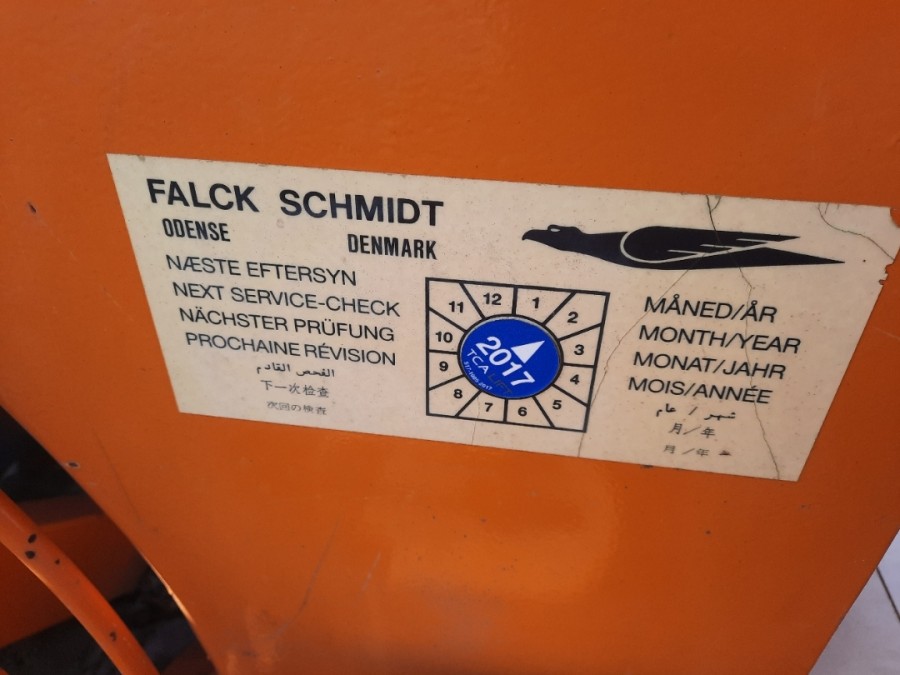 FALCK SCHMIDT
ODENSE DENMARK
NÆSTE EFTERSYN
NEXT SERVICE-CHECK
NÄCHSTER PRÜFUNG
PROCHAINE RÉVISION
الفحص القادم
下一次检查
次回の検査
12
1
2
3
4
5
6
7
8
9
10
11
2017
TCA LIFT
MÅNED/ÅR
MONTH/YEAR
MONAT/JAHR
MOIS/ANNÉE
شهر / عام
月/年
月/年